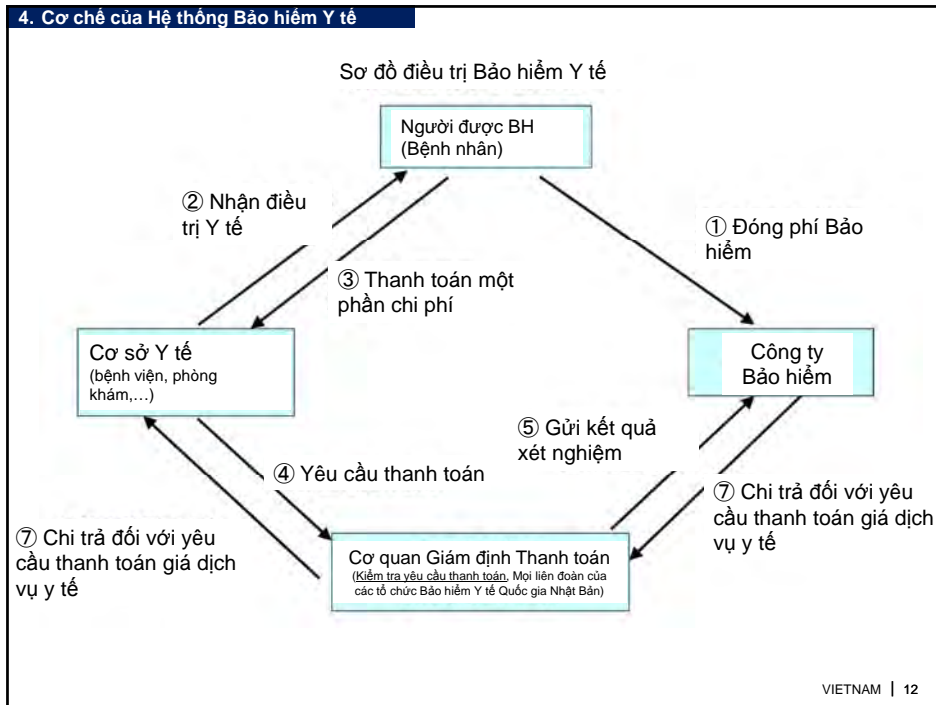 4. Cơ chế của Hệ thống Bảo hiểm Y tế
Sơ đồ điều trị Bảo hiểm Y tế
Người được BH
(Bệnh nhân)
② Nhận điều
trị Y tế
① Đóng phí Bảo
hiểm
③ Thanh toán một
phần chi phí
Cơ sở Y tế
(bệnh viện, phòng
khám,…)
Công ty
Bảo hiểm
⑤ Gửi kết quả
xét nghiệm
④ Yêu cầu thanh toán
⑦ Chi trả đối với yêu
cầu thanh toán giá dịch
vụ y tế
⑦ Chi trả đối với yêu
cầu thanh toán giá dịch
vụ y tế
Cơ quan Giám định Thanh toán
(Kiểm tra yêu cầu thanh toán, Mọi liên đoàn của
các tổ chức Bảo hiểm Y tế Quốc gia Nhật Bản)
VIETNAM | 12